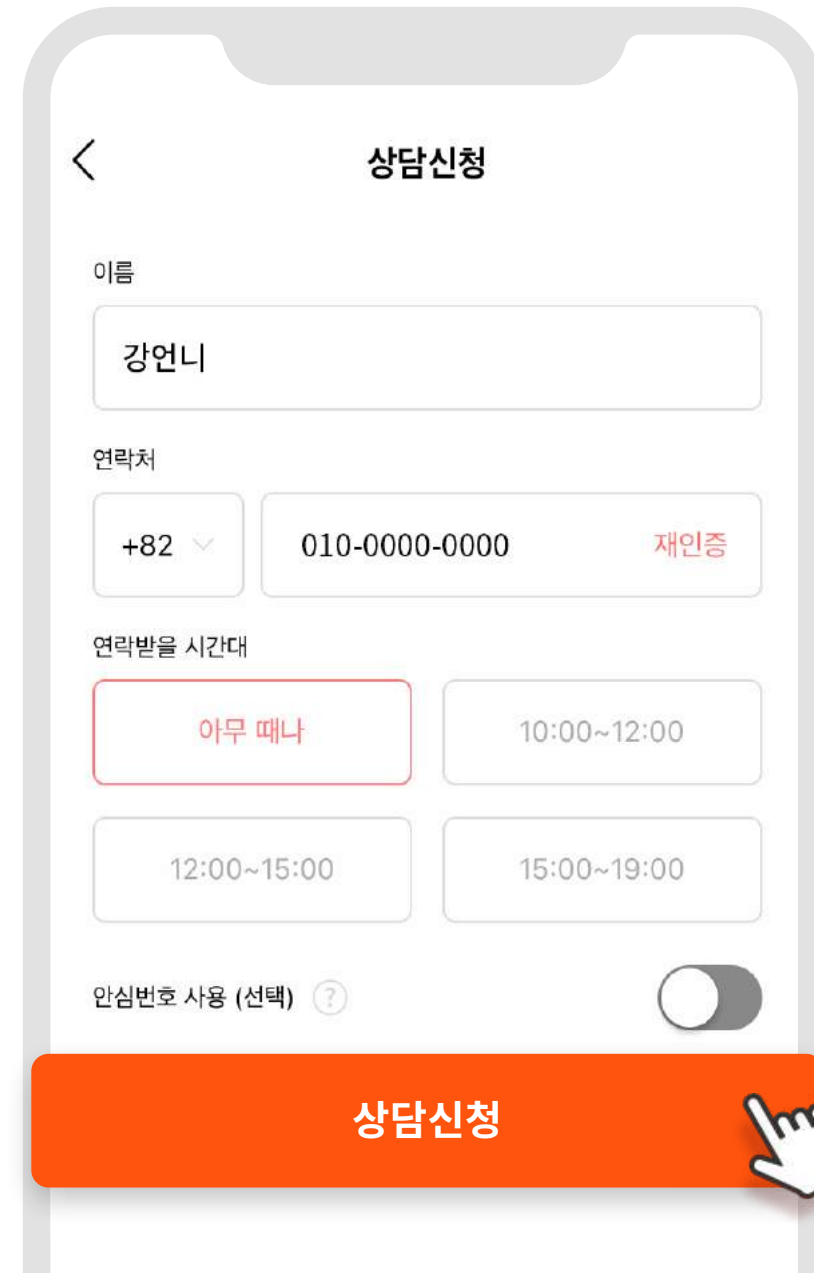 상담신청
이름
강언니
연락처
+82 010-0000-0000 재인증
연락받을 시간대
아무 때나 10:00~12:00
12:00~15:00 15:00~19:00
안심번호 사용 (선택) ?
상담신청